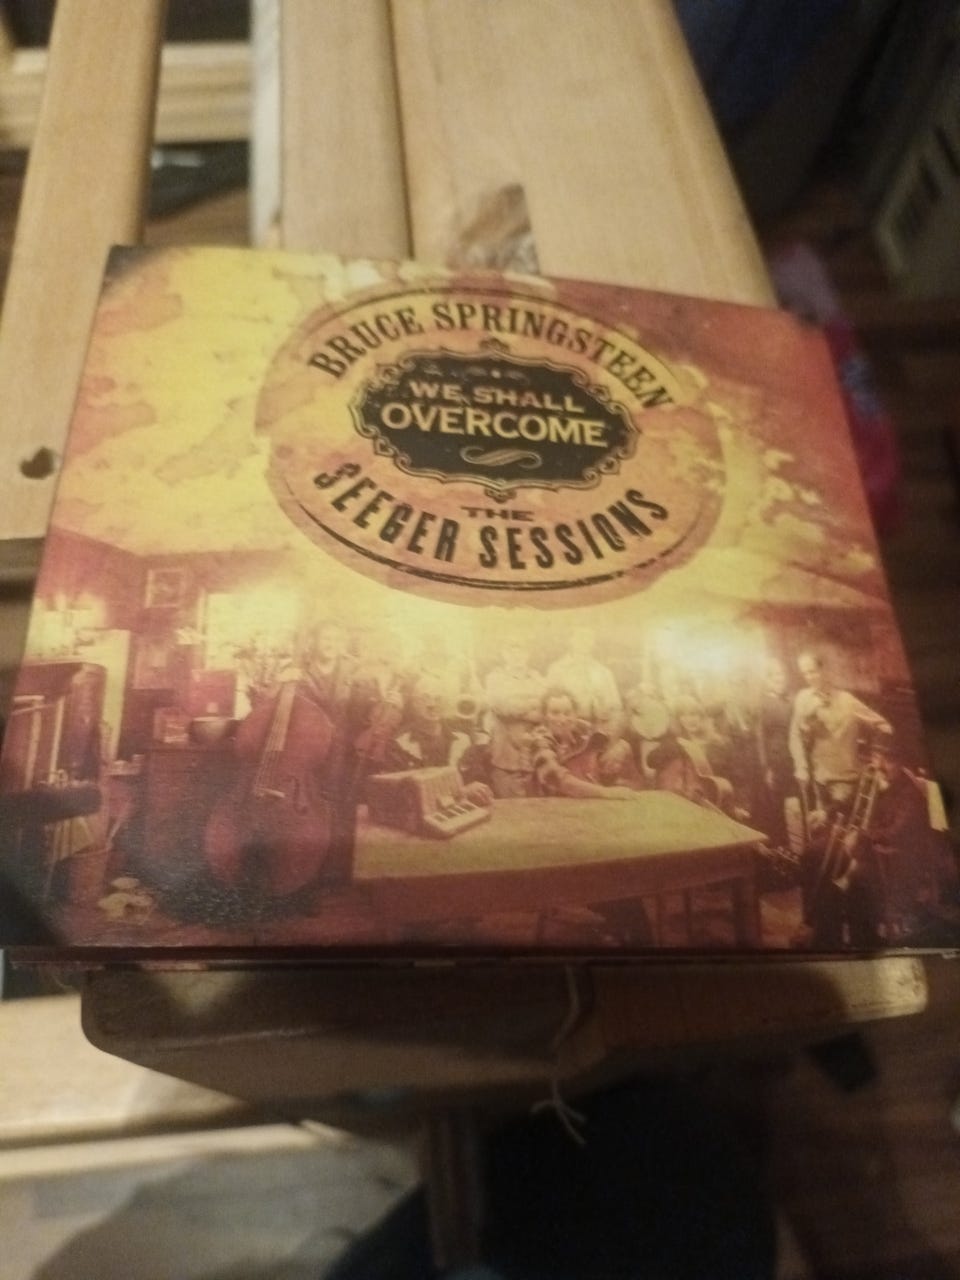 BRUCE SPRINGSTEEN
WE SHALL
OVERCOME
THE
SEEGER SESSIONS